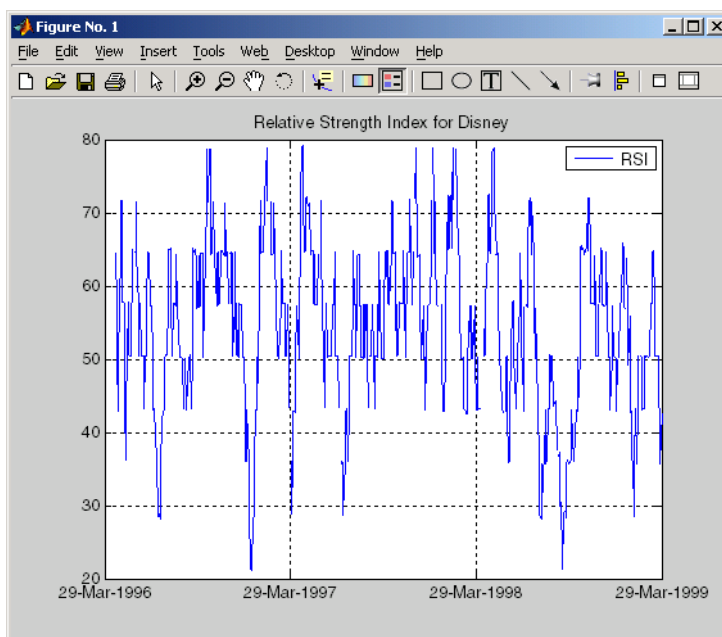 Figure No. 1
File Edit View Insert Tools Web Desktop Window Help
T
Relative Strength Index for Disney
RSI
80
70
60
50
40
30
20
29-Mar-1996 29-Mar-1997 29-Mar-1998 29-Mar-1999